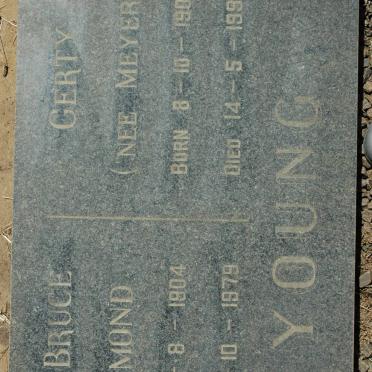 BRUCE
MOND
8 – 1904
10 – 1979
GERTY
(NEE MEYER
BORN 8–10–190
DIED 14–5–199
YOUNG